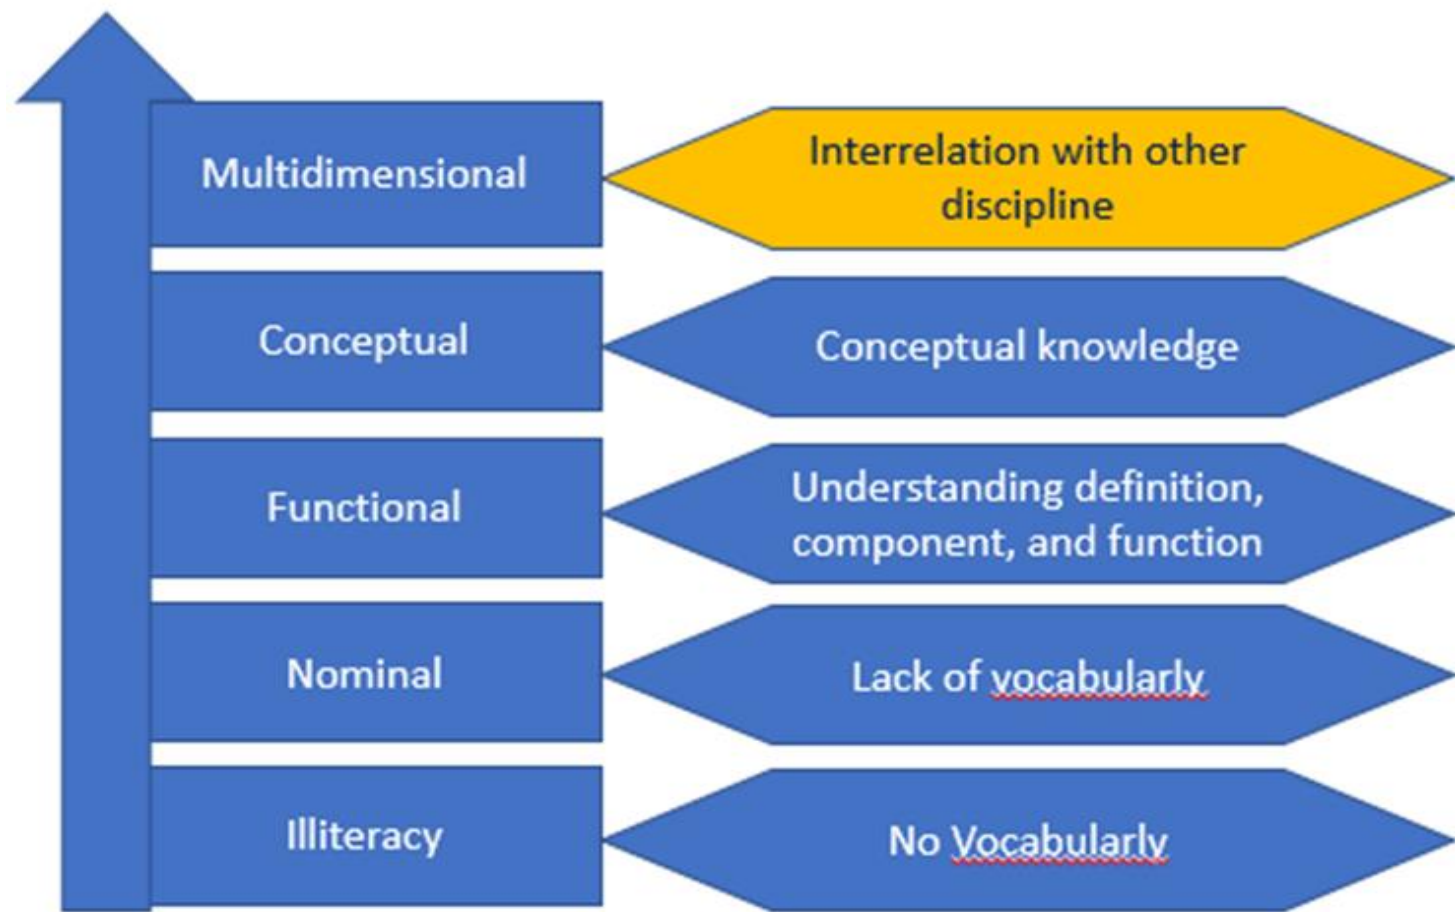 Multidimensional
Interrelation with other
discipline
Conceptual
Conceptual knowledge
Functional
Understanding definition,
component, and function
Nominal
Lack of vocabularly
Illiteracy
No Vocabularly